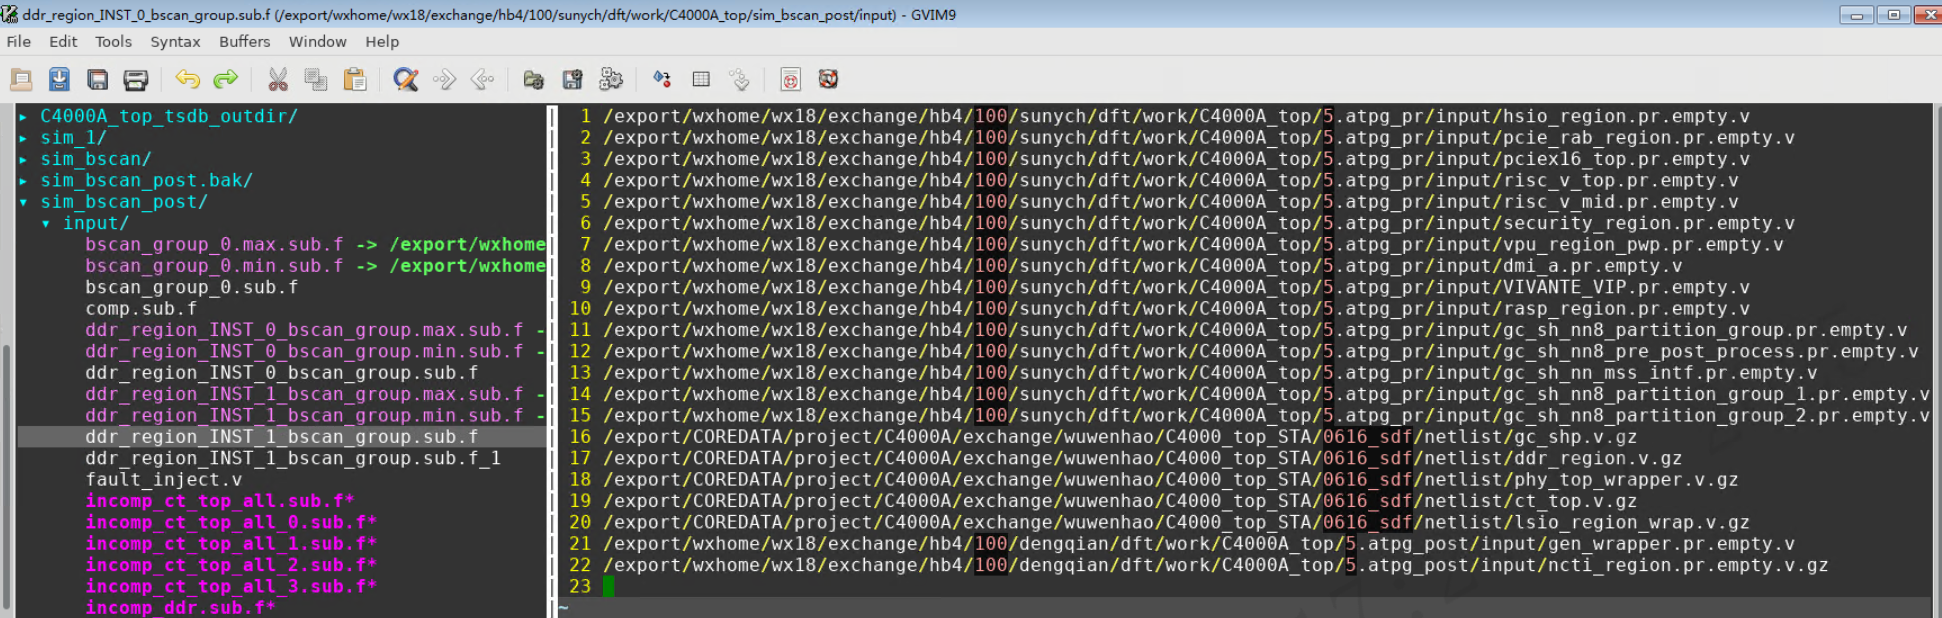 ddr_region_INST_0_bscan_group.sub.f (/export/wxhome/wx18/exchange/hb4/100/sunych/dft/work/C4000A_top/sim_bscan_post/input) - GVIM9
File Edit Tools Syntax Buffers Window Help
▸ C4000A_top_tsdb_outdir/
▸ sim_1/
▸ sim_bscan/
▸ sim_bscan_post.bak/
▾ sim_bscan_post/
▾ input/
bscan_group_0.max.sub.f -> /export/wxhome
bscan_group_0.min.sub.f -> /export/wxhome
bscan_group_0.sub.f
comp.sub.f
ddr_region_INST_0_bscan_group.max.sub.f -
ddr_region_INST_0_bscan_group.min.sub.f -
ddr_region_INST_0_bscan_group.sub.f
ddr_region_INST_1_bscan_group.max.sub.f -
ddr_region_INST_1_bscan_group.min.sub.f -
ddr_region_INST_1_bscan_group.sub.f
ddr_region_INST_1_bscan_group.sub.f_1
fault_inject.v
incomp_ct_top_all.sub.f*
incomp_ct_top_all_0.sub.f*
incomp_ct_top_all_1.sub.f*
incomp_ct_top_all_2.sub.f*
incomp_ct_top_all_3.sub.f*
incomp_ddr.sub.f*
1 /export/wxhome/wx18/exchange/hb4/100/sunych/dft/work/C4000A_top/5.atpg_pr/input/hsio_region.pr.empty.v
2 /export/wxhome/wx18/exchange/hb4/100/sunych/dft/work/C4000A_top/5.atpg_pr/input/pcie_rab_region.pr.empty.v
3 /export/wxhome/wx18/exchange/hb4/100/sunych/dft/work/C4000A_top/5.atpg_pr/input/pciex16_top.pr.empty.v
4 /export/wxhome/wx18/exchange/hb4/100/sunych/dft/work/C4000A_top/5.atpg_pr/input/risc_v_top.pr.empty.v
5 /export/wxhome/wx18/exchange/hb4/100/sunych/dft/work/C4000A_top/5.atpg_pr/input/risc_v_mid.pr.empty.v
6 /export/wxhome/wx18/exchange/hb4/100/sunych/dft/work/C4000A_top/5.atpg_pr/input/security_region.pr.empty.v
7 /export/wxhome/wx18/exchange/hb4/100/sunych/dft/work/C4000A_top/5.atpg_pr/input/vpu_region_pwp.pr.empty.v
8 /export/wxhome/wx18/exchange/hb4/100/sunych/dft/work/C4000A_top/5.atpg_pr/input/dmi_a.pr.empty.v
9 /export/wxhome/wx18/exchange/hb4/100/sunych/dft/work/C4000A_top/5.atpg_pr/input/VIVANTE_VIP.pr.empty.v
10 /export/wxhome/wx18/exchange/hb4/100/sunych/dft/work/C4000A_top/5.atpg_pr/input/rasp_region.pr.empty.v
11 /export/wxhome/wx18/exchange/hb4/100/sunych/dft/work/C4000A_top/5.atpg_pr/input/gc_sh_nn8_partition_group.pr.empty.v
12 /export/wxhome/wx18/exchange/hb4/100/sunych/dft/work/C4000A_top/5.atpg_pr/input/gc_sh_nn8_pre_post_process.pr.empty.v
13 /export/wxhome/wx18/exchange/hb4/100/sunych/dft/work/C4000A_top/5.atpg_pr/input/gc_sh_nn_mss_intf.pr.empty.v
14 /export/wxhome/wx18/exchange/hb4/100/sunych/dft/work/C4000A_top/5.atpg_pr/input/gc_sh_nn8_partition_group_1.pr.empty.v
15 /export/wxhome/wx18/exchange/hb4/100/sunych/dft/work/C4000A_top/5.atpg_pr/input/gc_sh_nn8_partition_group_2.pr.empty.v
16 /export/COREDATA/project/C4000A/exchange/wuwenhao/C4000_top_STA/0616_sdf/netlist/gc_shp.v.gz
17 /export/COREDATA/project/C4000A/exchange/wuwenhao/C4000_top_STA/0616_sdf/netlist/ddr_region.v.gz
18 /export/COREDATA/project/C4000A/exchange/wuwenhao/C4000_top_STA/0616_sdf/netlist/phy_top_wrapper.v.gz
19 /export/COREDATA/project/C4000A/exchange/wuwenhao/C4000_top_STA/0616_sdf/netlist/ct_top.v.gz
20 /export/COREDATA/project/C4000A/exchange/wuwenhao/C4000_top_STA/0616_sdf/netlist/lsio_region_wrap.v.gz
21 /export/wxhome/wx18/exchange/hb4/100/dengqian/dft/work/C4000A_top/5.atpg_post/input/gen_wrapper.pr.empty.v
22 /export/wxhome/wx18/exchange/hb4/100/dengqian/dft/work/C4000A_top/5.atpg_post/input/ncti_region.pr.empty.v.gz
23
~